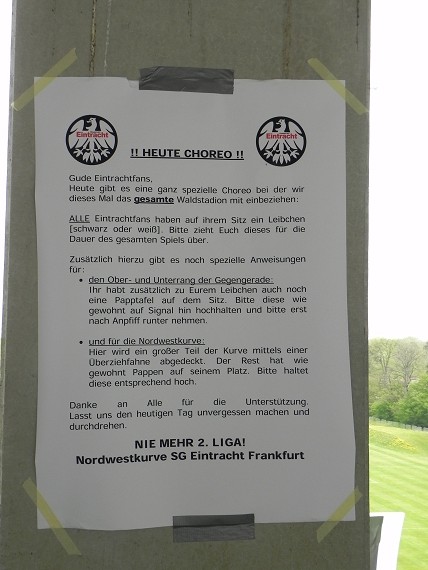 Eintracht
Eintracht
!! HEUTE CHOREO !!
Gude Eintrachtfans,
Heute gibt es eine ganz spezielle Choreo bei der wir
dieses Mal das gesamte Waldstadion mit einbeziehen:
ALLE Eintrachtfans haben auf ihrem Sitz ein Leibchen
[schwarz oder weiß]. Bitte zieht Euch dieses für die
Dauer des gesamten Spiels über.
Zusätzlich hierzu gibt es noch spezielle Anweisungen
für:
• den Ober- und Unterrang der Gegengerade:
Ihr habt zusätzlich zu Eurem Leibchen auch noch
eine Papptafel auf dem Sitz. Bitte diese wie
gewohnt auf Signal hin hochhalten und bitte erst
nach Anpfiff runter nehmen.
• und für die Nordwestkurve:
Hier wird ein großer Teil der Kurve mittels einer
Überziehfahne abgedeckt. Der Rest hat wie
gewohnt Pappen auf seinem Platz. Bitte haltet
diese entsprechend hoch.
Danke an Alle für die Unterstützung.
Lasst uns den heutigen Tag unvergessen machen und
durchdrehen.
NIE MEHR 2. LIGA!
Nordwestkurve SG Eintracht Frankfurt